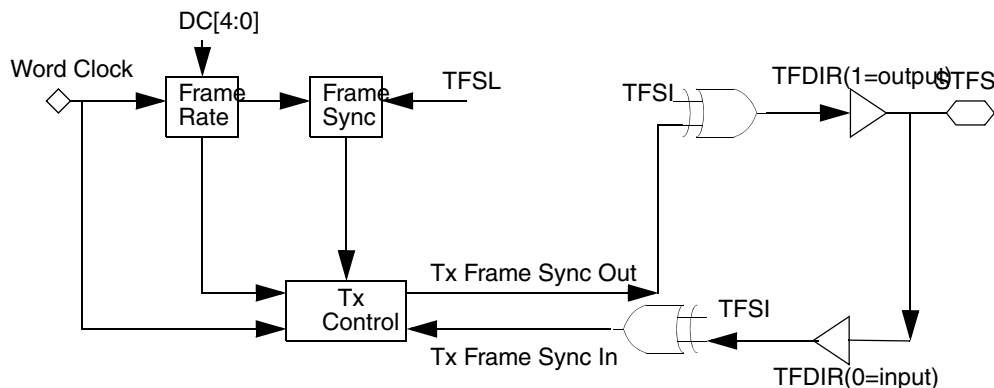 DC[4:0]
Word Clock
Frame
Rate
Frame
Sync
TFSL
TFSI
TFDIR(1=output)
STFS
Tx Frame Sync Out
Tx
Control
TFSI
Tx Frame Sync In
TFDIR(0=input)